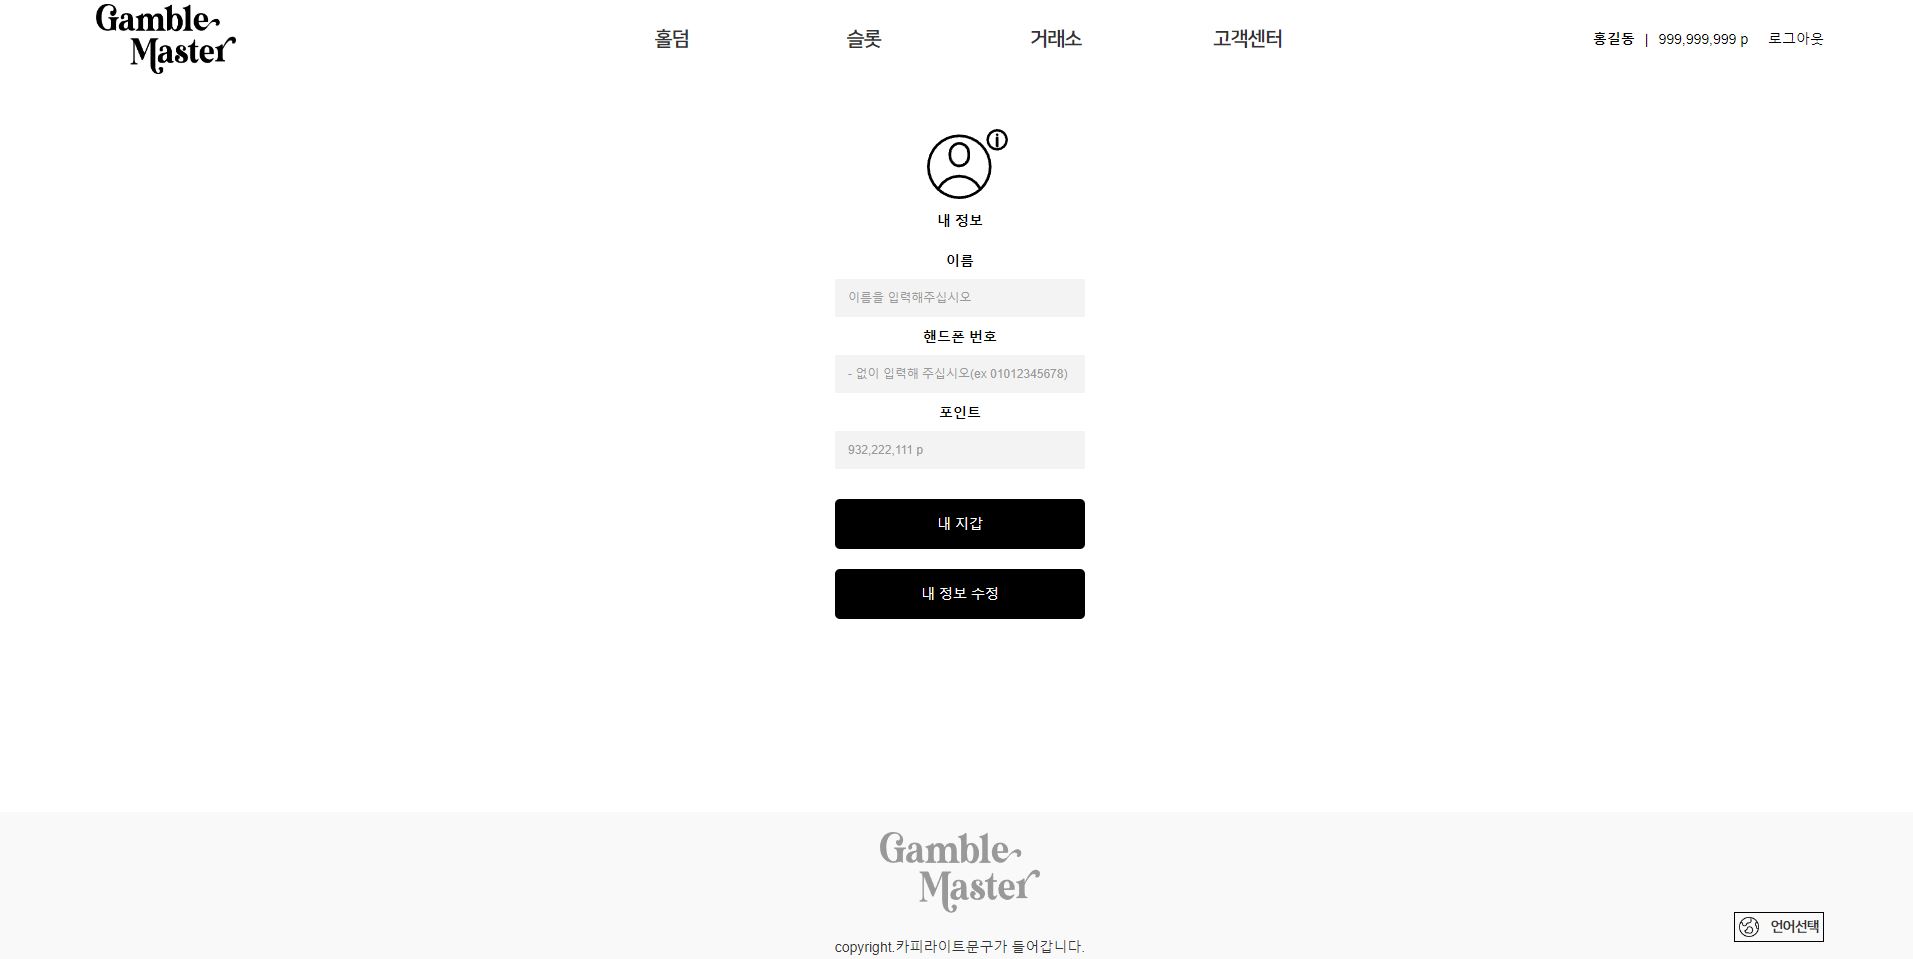 Gamble
Master
홀덤 슬롯 거래소 고객센터 홍길동 | 999,999,999 p 로그아웃
내 정보
이름
이름을 입력해주십시오
핸드폰 번호
- 없이 입력해 주십시오(ex 01012345678)
포인트
932,222,111 p
내 지갑
내 정보 수정
Gamble
Master
언어선택
copyright.카피라이트문구가 들어갑니다.